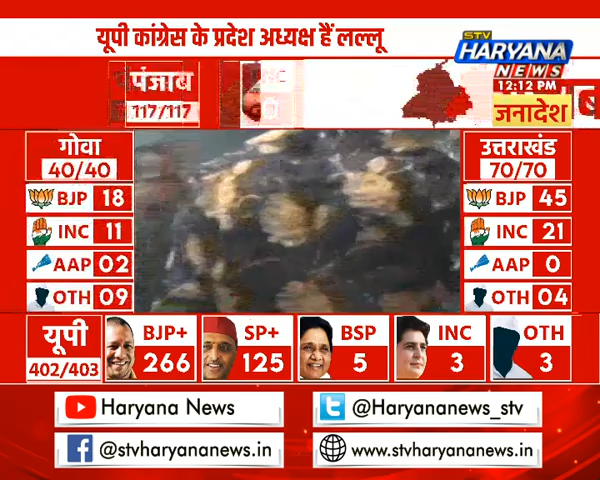 यूपी कांग्रेस के प्रदेश अध्यक्ष हैं लल्लू
STV
HARYANA
NEWS
12:12 PM
पंजाब
117/117
जनादेश
गोवा
40/40
BJP 18
INC 11
AAP 02
OTH 09
उत्तराखंड
70/70
BJP 45
INC 21
AAP 0
OTH 04
यूपी
402/403
BJP+ 266
SP+ 125
BSP 5
INC 3
OTH 3
Haryana News
@Haryananews_stv
@stvharyananews.in
www.stvharyananews.in